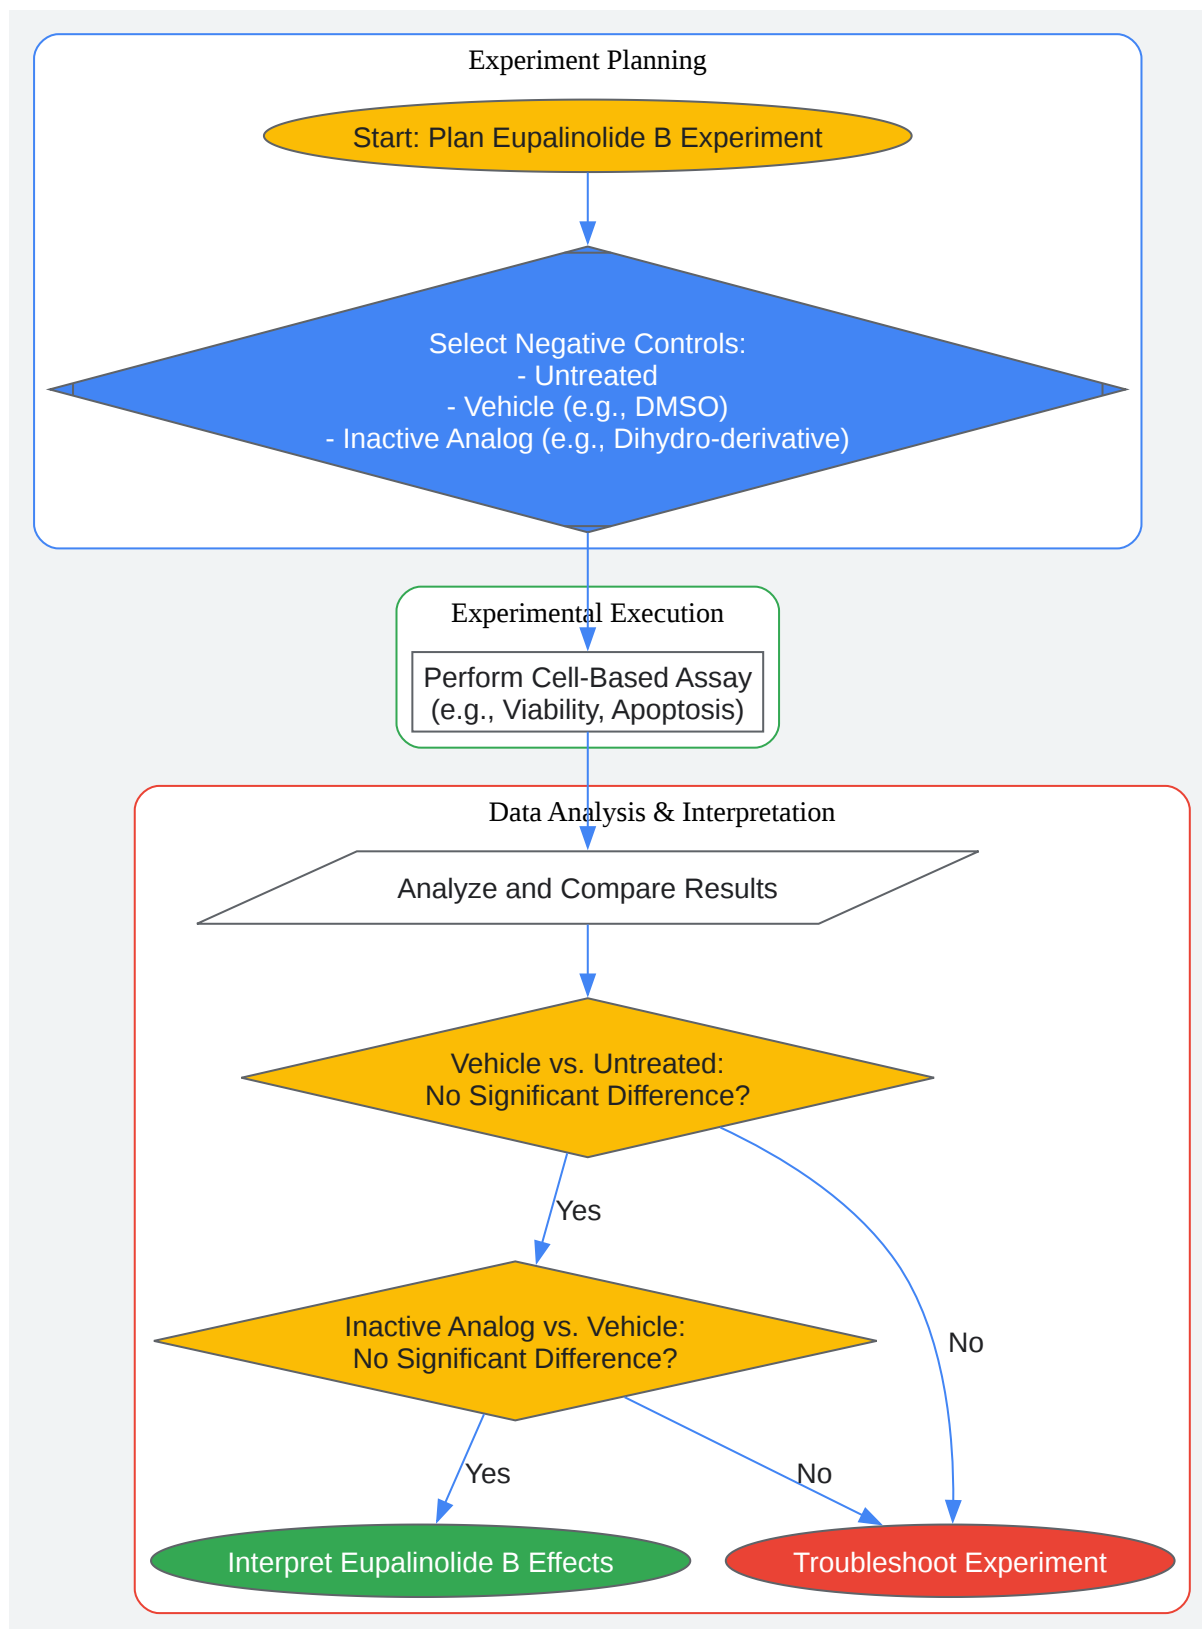 Experiment Planning
Start: Plan Eupalinolide B Experiment
Select Negative Controls:
- Untreated
- Vehicle (e.g., DMSO)
- Inactive Analog (e.g., Dihydro-derivative)
Experimental Execution
Perform Cell-Based Assay
(e.g., Viability, Apoptosis)
Data Analysis & Interpretation
Analyze and Compare Results
Vehicle vs. Untreated:
No Significant Difference?
Yes
Inactive Analog vs. Vehicle:
No Significant Difference?
No
Yes
No
Interpret Eupalinolide B Effects
Troubleshoot Experiment